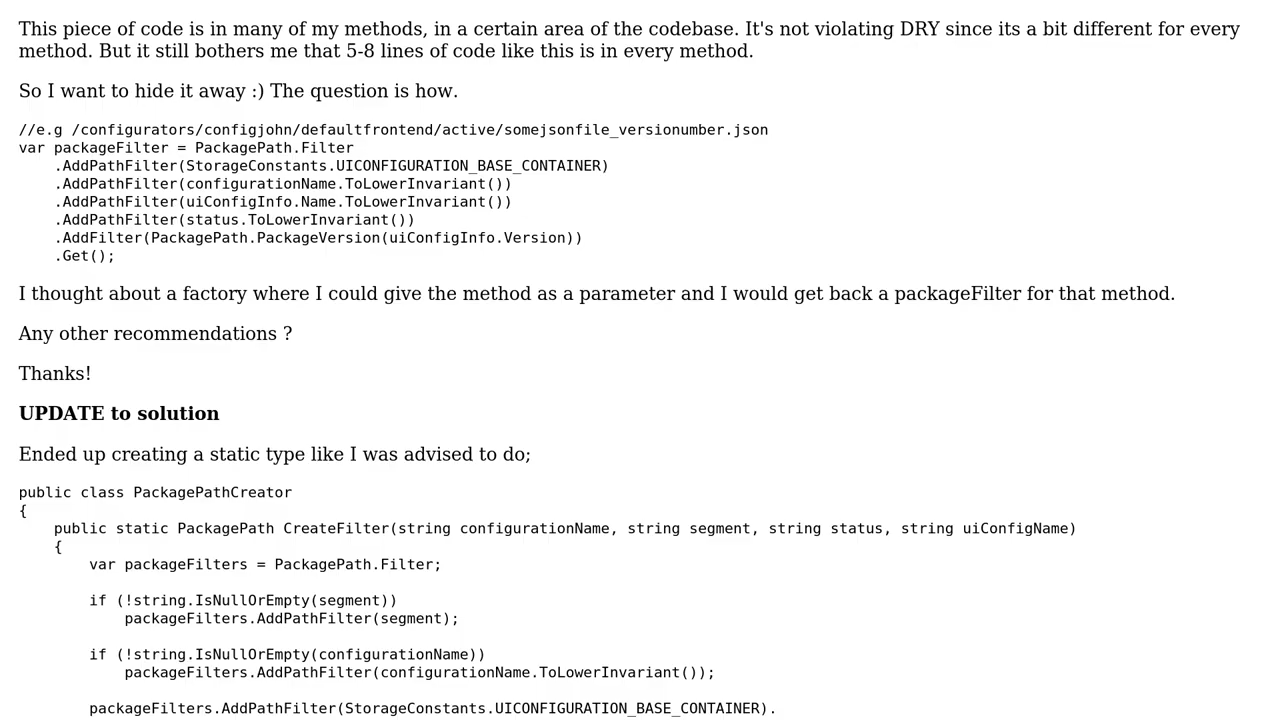 This piece of code is in many of my methods, in a certain area of the codebase. It's not violating DRY since its a bit different for every
method. But it still bothers me that 5-8 lines of code like this is in every method.
So I want to hide it away :) The question is how.
//e.g /configurators/configjohn/defaultfrontend/active/somejsonfile_versionumber.json
var packageFilter = PackagePath.Filter
    .AddPathFilter(StorageConstants.UICONFIGURATION_BASE_CONTAINER)
    .AddPathFilter(configurationName.ToLowerInvariant())
    .AddPathFilter(uiConfigInfo.Name.ToLowerInvariant())
    .AddPathFilter(status.ToLowerInvariant())
    .AddFilter(PackagePath.PackageVersion(uiConfigInfo.Version))
    .Get();
I thought about a factory where I could give the method as a parameter and I would get back a packageFilter for that method.
Any other recommendations ?
Thanks!
UPDATE to solution
Ended up creating a static type like I was advised to do;
public class PackagePathCreator
{
    public static PackagePath CreateFilter(string configurationName, string segment, string status, string uiConfigName)
    {
        var packageFilters = PackagePath.Filter;
        if (!string.IsNullOrEmpty(segment))
            packageFilters.AddPathFilter(segment);
        if (!string.IsNullOrEmpty(configurationName))
            packageFilters.AddPathFilter(configurationName.ToLowerInvariant());
        packageFilters.AddPathFilter(StorageConstants.UICONFIGURATION_BASE_CONTAINER).